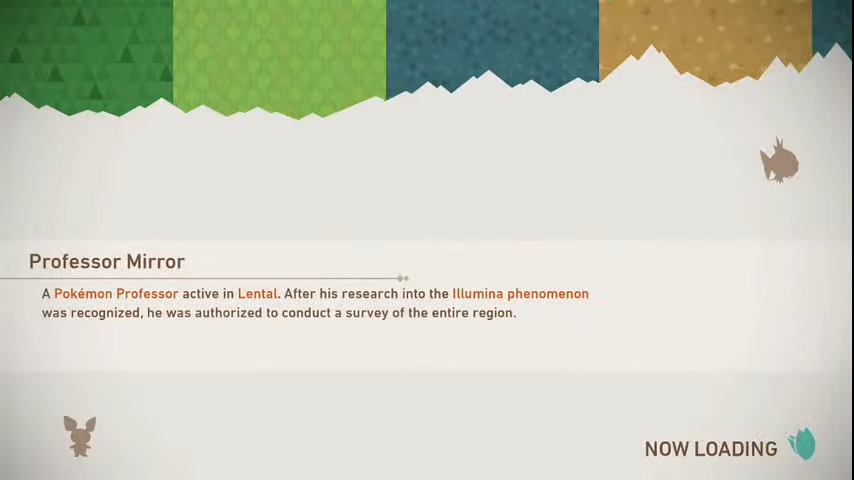 Professor Mirror
A Pokémon Professor active in Lental. After his research into the Illumina phenomenon
was recognized, he was authorized to conduct a survey of the entire region.
NOW LOADING